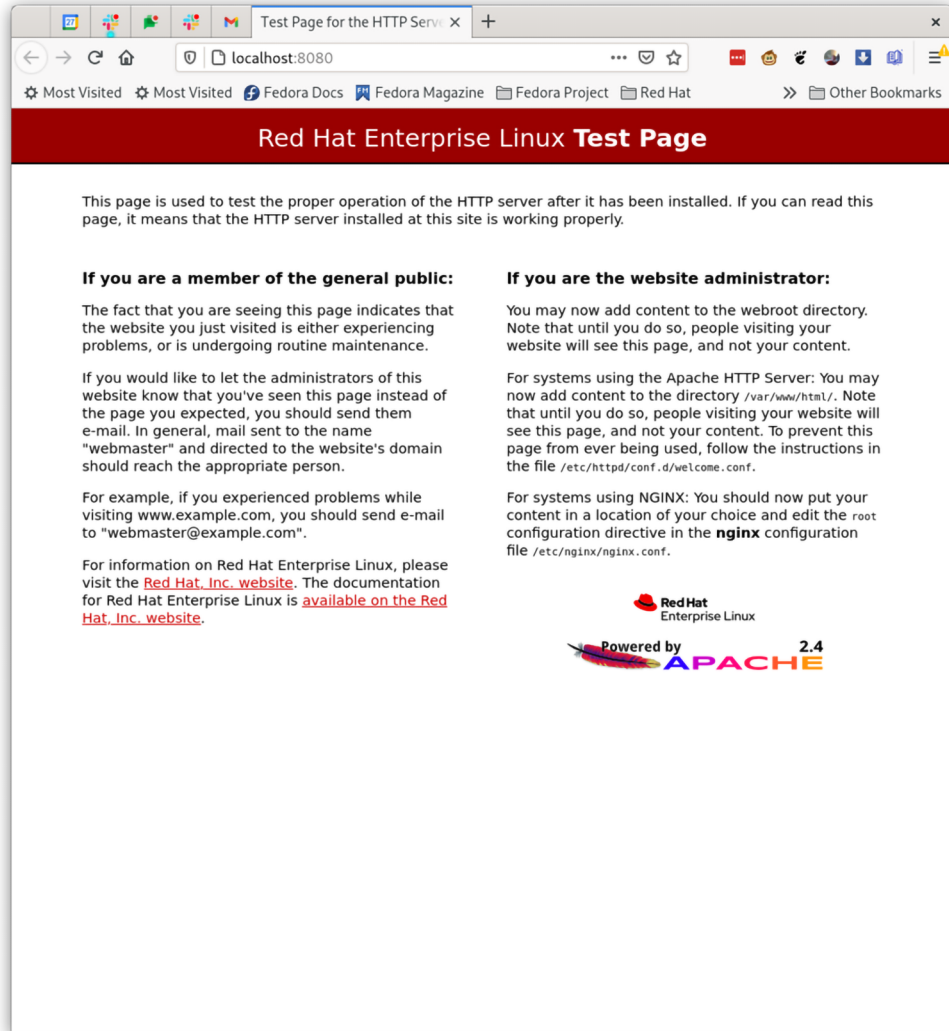 27
Test Page for the HTTP Serve
localhost:8080
Most Visited
Most Visited
Fedora Docs
Fedora Magazine
Fedora Project
Red Hat
Other Bookmarks
Red Hat Enterprise Linux Test Page
This page is used to test the proper operation of the HTTP server after it has been installed. If you can read this
page, it means that the HTTP server installed at this site is working properly.
If you are a member of the general public:
The fact that you are seeing this page indicates that
the website you just visited is either experiencing
problems, or is undergoing routine maintenance.
If you would like to let the administrators of this
website know that you've seen this page instead of
the page you expected, you should send them
e-mail. In general, mail sent to the name
"webmaster" and directed to the website's domain
should reach the appropriate person.
For example, if you experienced problems while
visiting www.example.com, you should send e-mail
to "webmaster@example.com".
For information on Red Hat Enterprise Linux, please
visit the Red Hat, Inc. website. The documentation
for Red Hat Enterprise Linux is available on the Red
Hat, Inc. website.
If you are the website administrator:
You may now add content to the webroot directory.
Note that until you do so, people visiting your
website will see this page, and not your content.
For systems using the Apache HTTP Server: You may
now add content to the directory /var/www/html/. Note
that until you do so, people visiting your website will
see this page, and not your content. To prevent this
page from ever being used, follow the instructions in
the file /etc/httpd/conf.d/welcome.conf.
For systems using NGINX: You should now put your
content in a location of your choice and edit the root
configuration directive in the nginx configuration
file /etc/nginx/nginx.conf.
Red Hat
Enterprise Linux
Powered by 2.4
APACHE